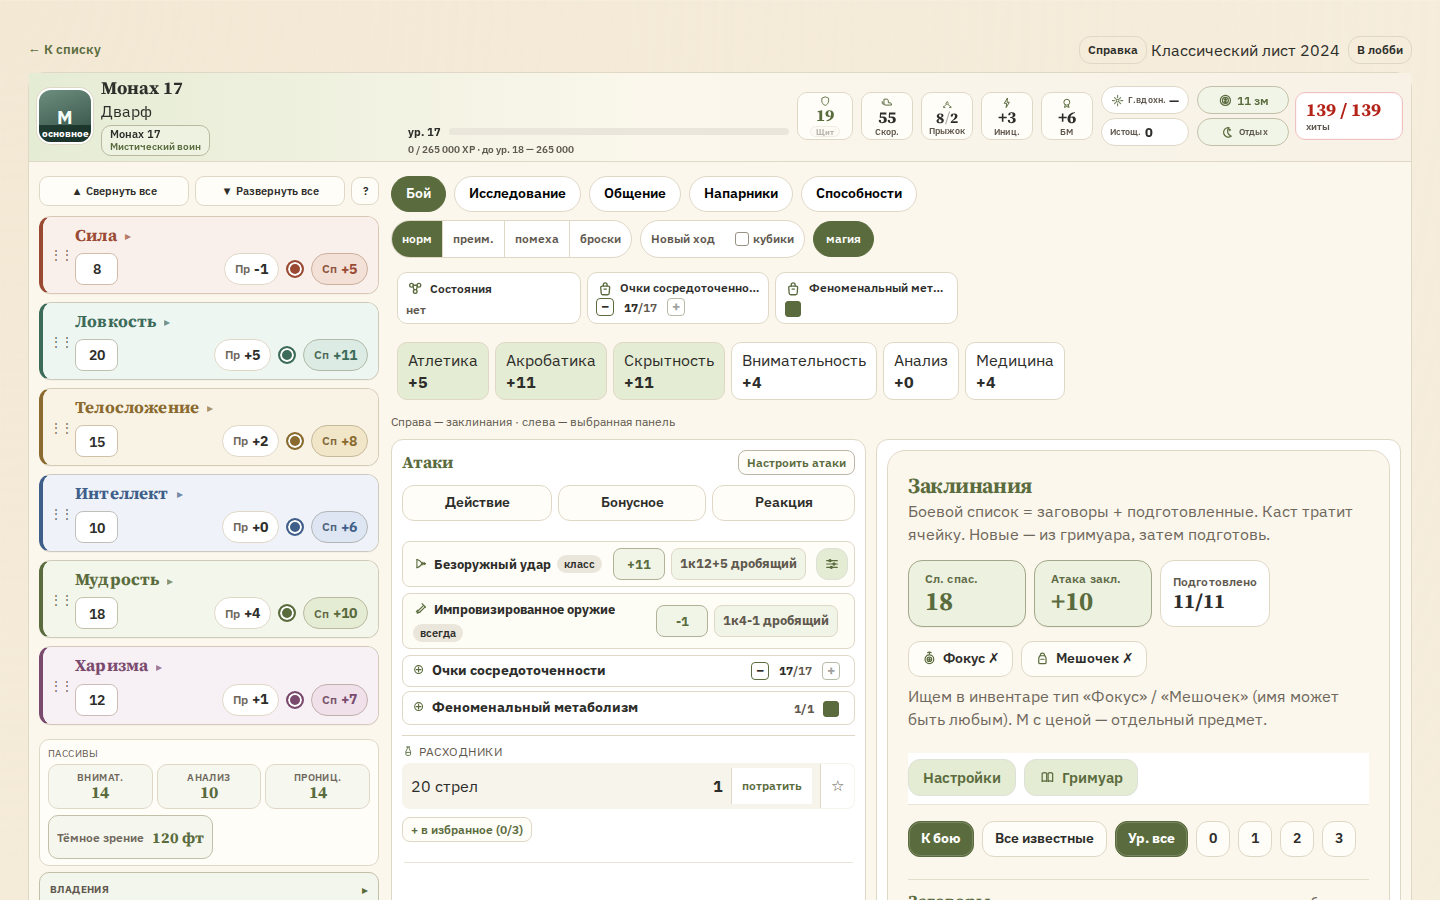 ← К списку
Справка Классический лист 2024 В лобби
М
основное
Монах 17
Дварф
Монах 17
Мистический воин
ур. 17
0 / 265 000 XP · до ур. 18 — 265 000
19
Щит
55
Скор.
8/2
Прыжок
+3
Иниц.
+6
БМ
Г.вдохн. —
Истощ. 0
11 зм
Отдых
139 / 139
хиты
▲ Свернуть все
▼ Развернуть все
?
Сила ▸
8
Пр -1
Сп +5
Ловкость ▸
20
Пр +5
Сп +11
Телосложение ▸
15
Пр +2
Сп +8
Интеллект ▸
10
Пр +0
Сп +6
Мудрость ▸
18
Пр +4
Сп +10
Харизма ▸
12
Пр +1
Сп +7
ПАССИВЫ
ВНИМАТ.
14
АНАЛИЗ
10
ПРОНИЦ.
14
Тёмное зрение 120 фт
ВЛАДЕНИЯ ▸
Бой
Исследование
Общение
Напарники
Способности
норм
преим.
помеха
броски
Новый ход
кубики
магия
Состояния
нет
Очки сосредоточенно...
− 17/17 +
Феноменальный мет...
Атлетика
+5
Акробатика
+11
Скрытность
+11
Внимательность
+4
Анализ
+0
Медицина
+4
Справа — заклинания · слева — выбранная панель
Атаки
Настроить атаки
Действие
Бонусное
Реакция
Безоружный удар класс +11 1к12+5 дробящий
Импровизированное оружие
всегда
-1 1к4-1 дробящий
Очки сосредоточенности − 17/17 +
Феноменальный метаболизм 1/1
РАСХОДНИКИ
20 стрел 1 потратить ☆
+ в избранное (0/3)
Заклинания
Боевой список = заговоры + подготовленные. Каст тратит
ячейку. Новые — из гримуара, затем подготовь.
Сл. спас.
18
Атака закл.
+10
Подготовлено
11/11
Фокус ✗
Мешочек ✗
Ищем в инвентаре тип «Фокус» / «Мешочек» (имя может
быть любым). М с ценой — отдельный предмет.
Настройки
Гримуар
К бою
Все известные
Ур. все
0
1
2
3